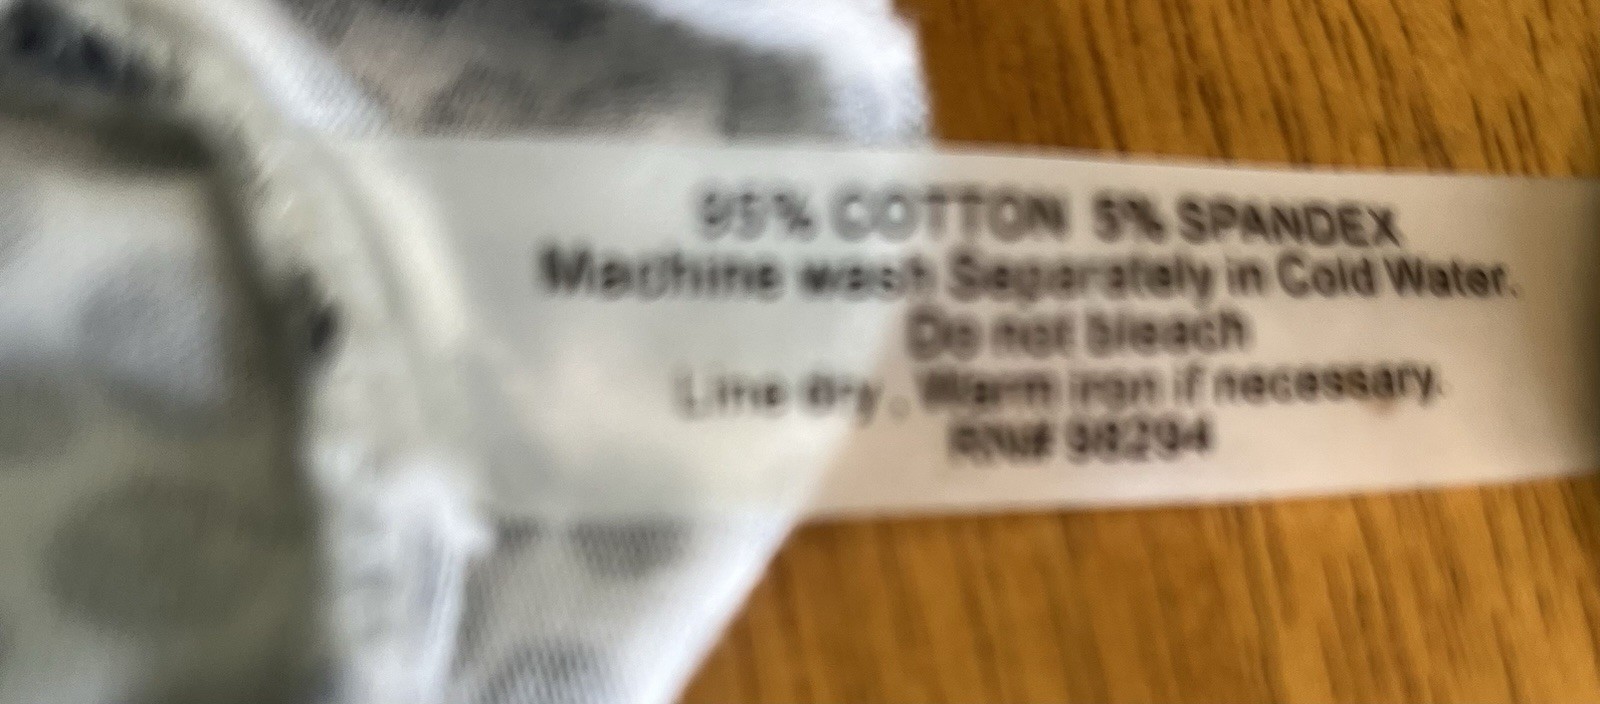 95% COTTON 5% SPANDEX
Machine wash Separately in Cold Water.
Do not bleach
Line dry . Warm iron if necessary.
RN# 98294